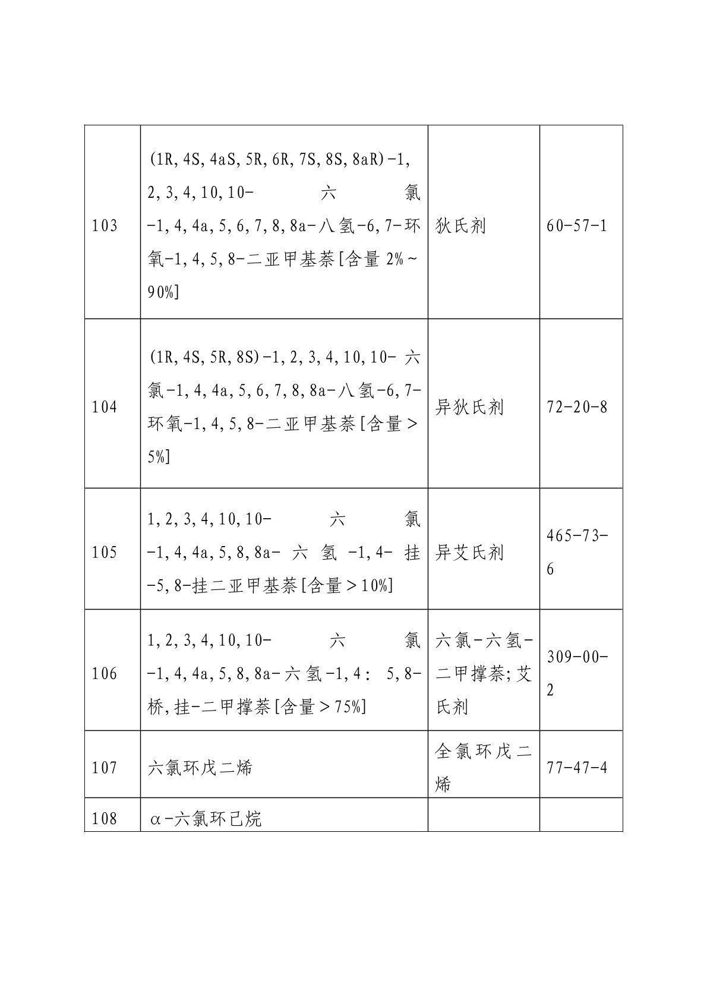 103
(1R,4S,4aS,5R,6R,7S,8S,8aR)-1,
2,3,4,10,10- 六 氯
-1,4,4a,5,6,7,8,8a-八氢-6,7-环
氧-1,4,5,8-二亚甲基萘[含量 2%~
90%]
狄氏剂
60-57-1
104
(1R,4S,5R,8S)-1,2,3,4,10,10- 六
氯-1,4,4a,5,6,7,8,8a-八氢-6,7-
环氧-1,4,5,8-二亚甲基萘[含量>
5%]
异狄氏剂
72-20-8
105
1,2,3,4,10,10- 六 氯
-1,4,4a,5,8,8a- 六 氢 -1,4- 挂
-5,8-挂二亚甲基萘[含量>10%]
异艾氏剂
465-73-
6
106
1,2,3,4,10,10- 六 氯
-1,4,4a,5,8,8a-六氢-1,4: 5,8-
桥,挂-二甲撑萘[含量>75%]
六氯-六氢-
二甲撑萘;艾
氏剂
309-00-
2
107
六氯环戊二烯
全氯环戊二
烯
77-47-4
108
α-六氯环己烷